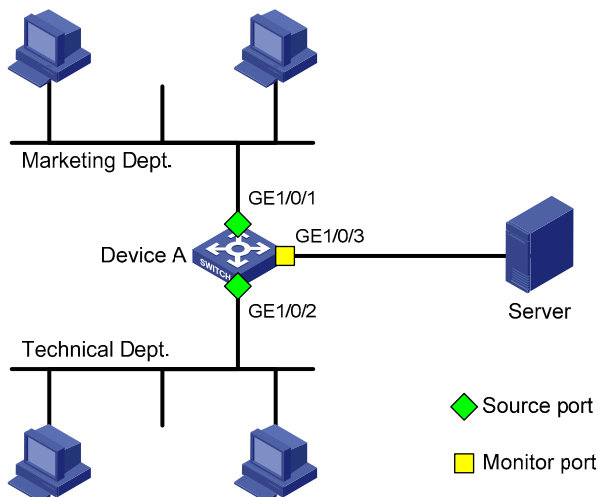 Marketing Dept.
GE1/0/1
GE1/0/3
Device A
SWITCH
GE1/0/2
Server
Technical Dept.
Source port
Monitor port